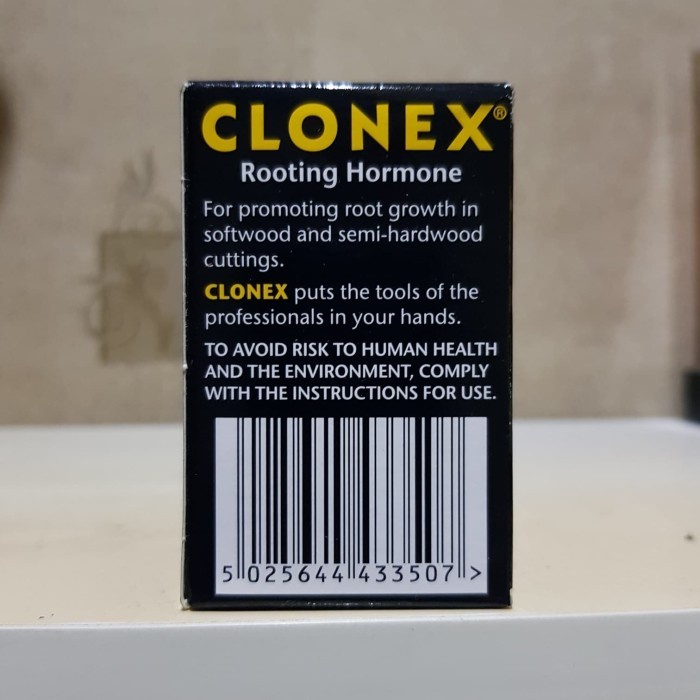 CLONEX®
Rooting Hormone
For promoting root growth in
softwood and semi-hardwood
cuttings.
CLONEX puts the tools of the
professionals in your hands.
TO AVOID RISK TO HUMAN HEALTH
AND THE ENVIRONMENT, COMPLY
WITH THE INSTRUCTIONS FOR USE.
5 025644 433507 >